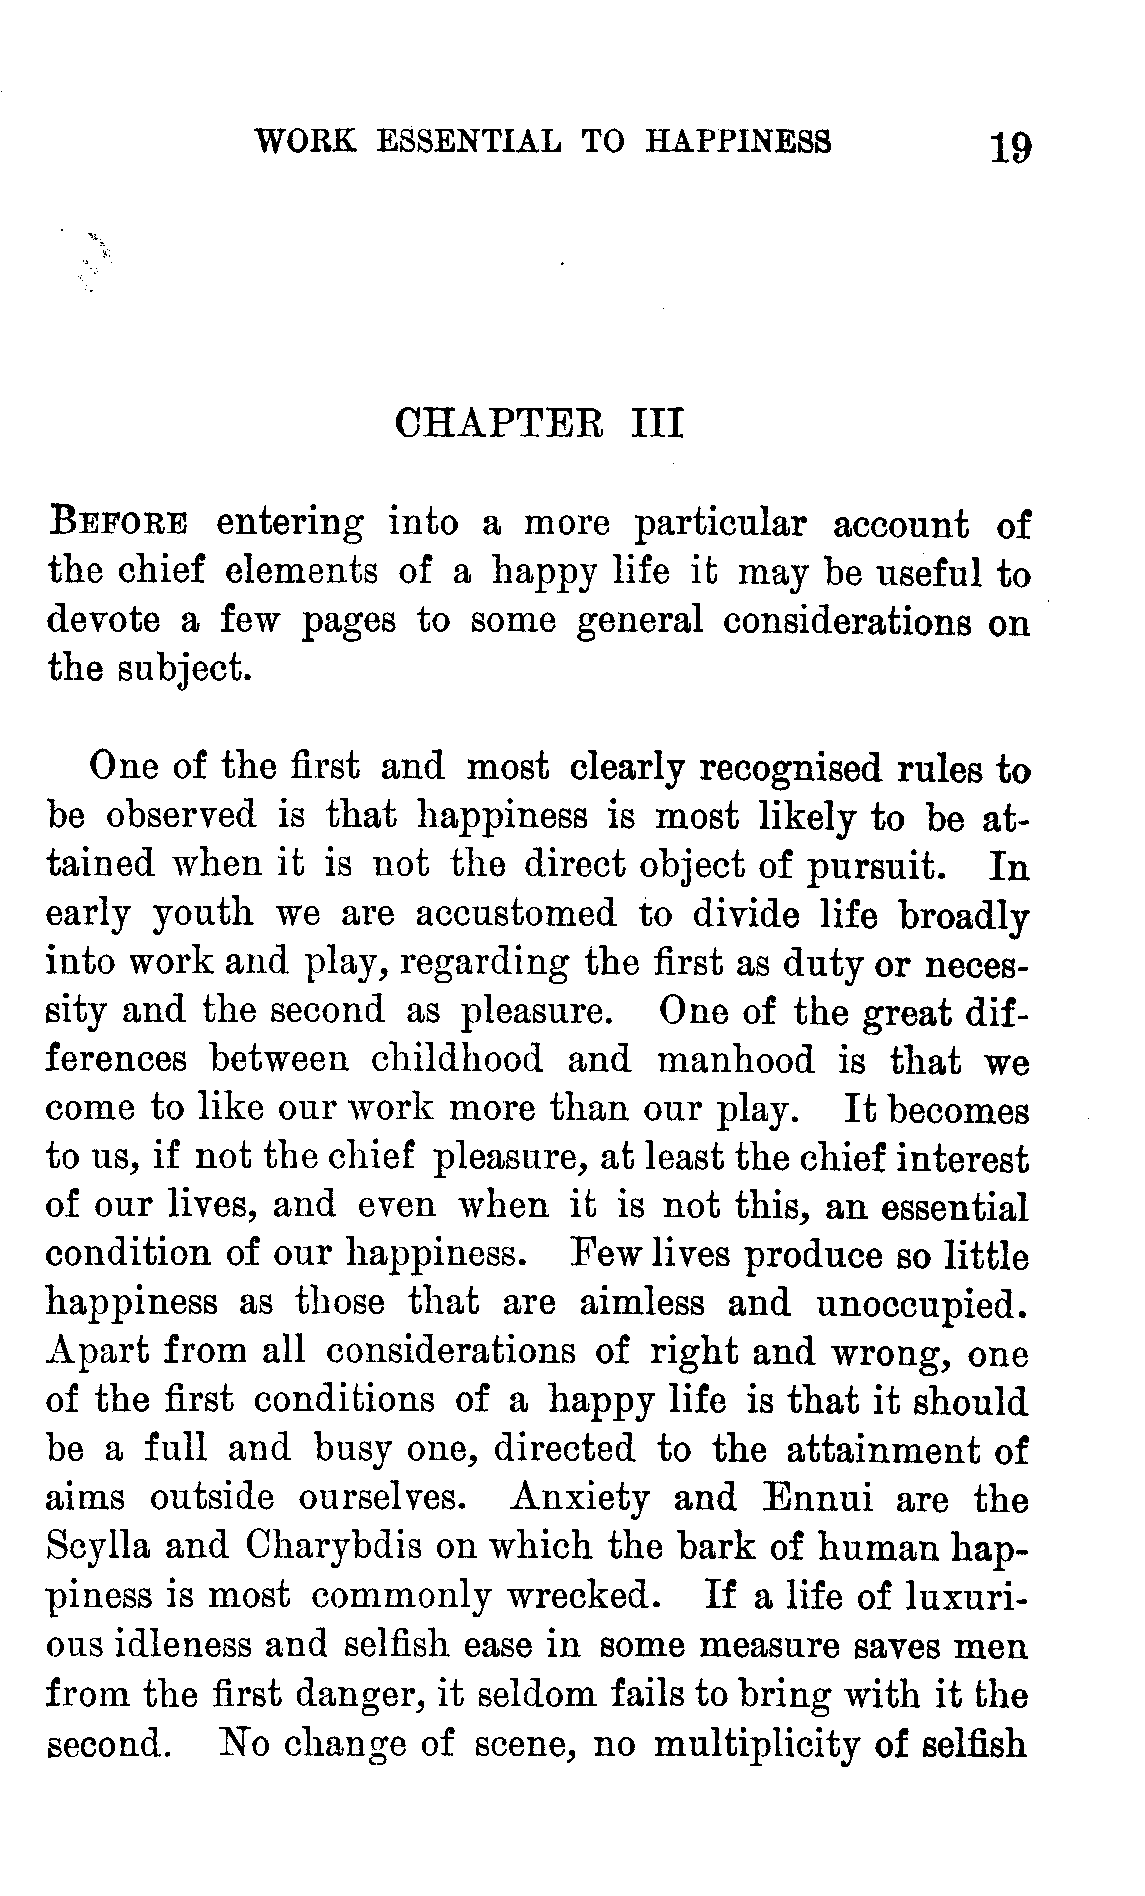 WORK ESSENTIAL TO HAPPINESS 19
CHAPTER III
BEFORE entering into a more particular account of
the chief elements of a happy life it may be useful to
devote a few pages to some general considerations on
the subject.
One of the first and most clearly recognised rules to
be observed is that happiness is most likely to be at-
tained when it is not the direct object of pursuit. In
early youth we are accustomed to divide life broadly
into work and play, regarding the first as duty or neces-
sity and the second as pleasure. One of the great dif-
ferences between childhood and manhood is that we
come to like our work more than our play. It becomes
to us, if not the chief pleasure, at least the chief interest
of our lives, and even when it is not this, an essential
condition of our happiness. Few lives produce so little
happiness as those that are aimless and unoccupied.
Apart from all considerations of right and wrong, one
of the first conditions of a happy life is that it should
be a full and busy one, directed to the attainment of
aims outside ourselves. Anxiety and Ennui are the
Scylla and Charybdis on which the bark of human hap-
piness is most commonly wrecked. If a life of luxuri-
ous idleness and selfish ease in some measure saves men
from the first danger, it seldom fails to bring with it the
second. No change of scene, no multiplicity of selfish